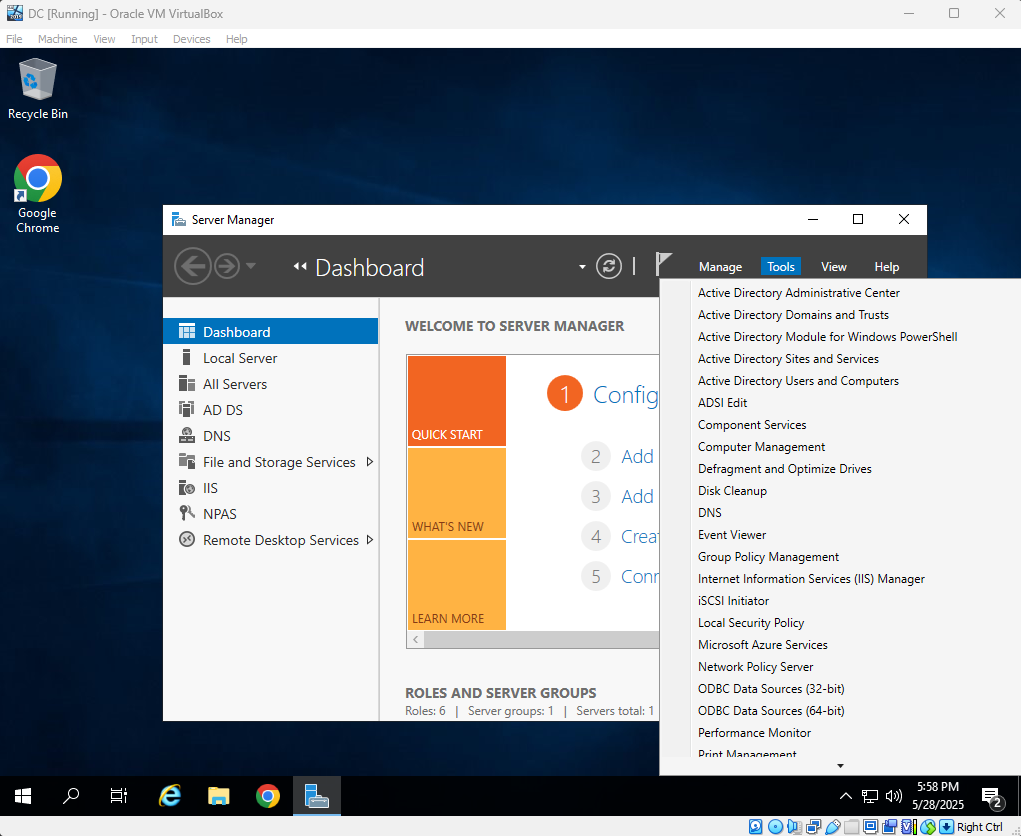 DC [Running] - Oracle VM VirtualBox
File Machine View Input Devices Help
Recycle Bin
Google
Chrome
Server Manager
Dashboard
Manage Tools View Help
Dashboard
Local Server
All Servers
AD DS
DNS
File and Storage Services
IIS
NPAS
Remote Desktop Services
WELCOME TO SERVER MANAGER
QUICK START
WHAT'S NEW
LEARN MORE
1 Config
2 Add
3 Add
4 Creat
5 Conn
ROLES AND SERVER GROUPS
Roles: 6 | Server groups: 1 | Servers total: 1
Active Directory Administrative Center
Active Directory Domains and Trusts
Active Directory Module for Windows PowerShell
Active Directory Sites and Services
Active Directory Users and Computers
ADSI Edit
Component Services
Computer Management
Defragment and Optimize Drives
Disk Cleanup
DNS
Event Viewer
Group Policy Management
Internet Information Services (IIS) Manager
iSCSI Initiator
Local Security Policy
Microsoft Azure Services
Network Policy Server
ODBC Data Sources (32-bit)
ODBC Data Sources (64-bit)
Performance Monitor
Print Management
5:58 PM
5/28/2025
2
Right Ctrl